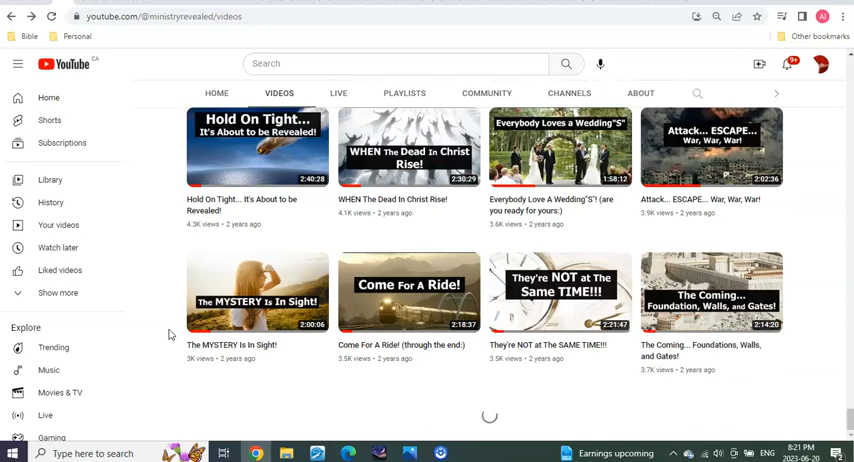 youtube.com/@ministryrevealed/videos
AI
Bible
Personal
Other bookmarks
YouTube CA
Search
9+
Home
Shorts
Subscriptions
Library
History
Your videos
Watch later
Liked videos
Show more
Explore
Trending
Music
Movies & TV
Live
Gaming
HOME
VIDEOS
LIVE
PLAYLISTS
COMMUNITY
CHANNELS
ABOUT
Hold On Tight...
It's About to be Revealed!
2:40:28
Hold On Tight... It's About to be
Revealed!
4.3K views • 2 years ago
WHEN The Dead In Christ
Rise!
2:30:29
WHEN The Dead In Christ Rise!
4.1K views • 2 years ago
Everybody Loves a Wedding"S"!
1:58:12
Everybody Love A Wedding"S"! (are
you ready for yours:)
3.6K views • 2 years ago
Attack... ESCAPE...
War, War, War!
2:02:36
Attack... ESCAPE... War, War, War!
3.9K views • 2 years ago
The MYSTERY Is In Sight!
2:00:06
The MYSTERY Is In Sight!
3K views • 2 years ago
Come For A Ride!
2:18:37
Come For A Ride! (through the end:)
3.5K views • 2 years ago
They're NOT at The
Same TIME!!!
2:21:47
They're NOT at The SAME TIME!!!
3.5K views • 2 years ago
The Coming...
Foundation, Walls, and Gates!
2:14:20
The Coming... Foundations, Walls,
and Gates!
3.7K views • 2 years ago
Type here to search
Earnings upcoming
ENG
8:21 PM
2023-06-20
2